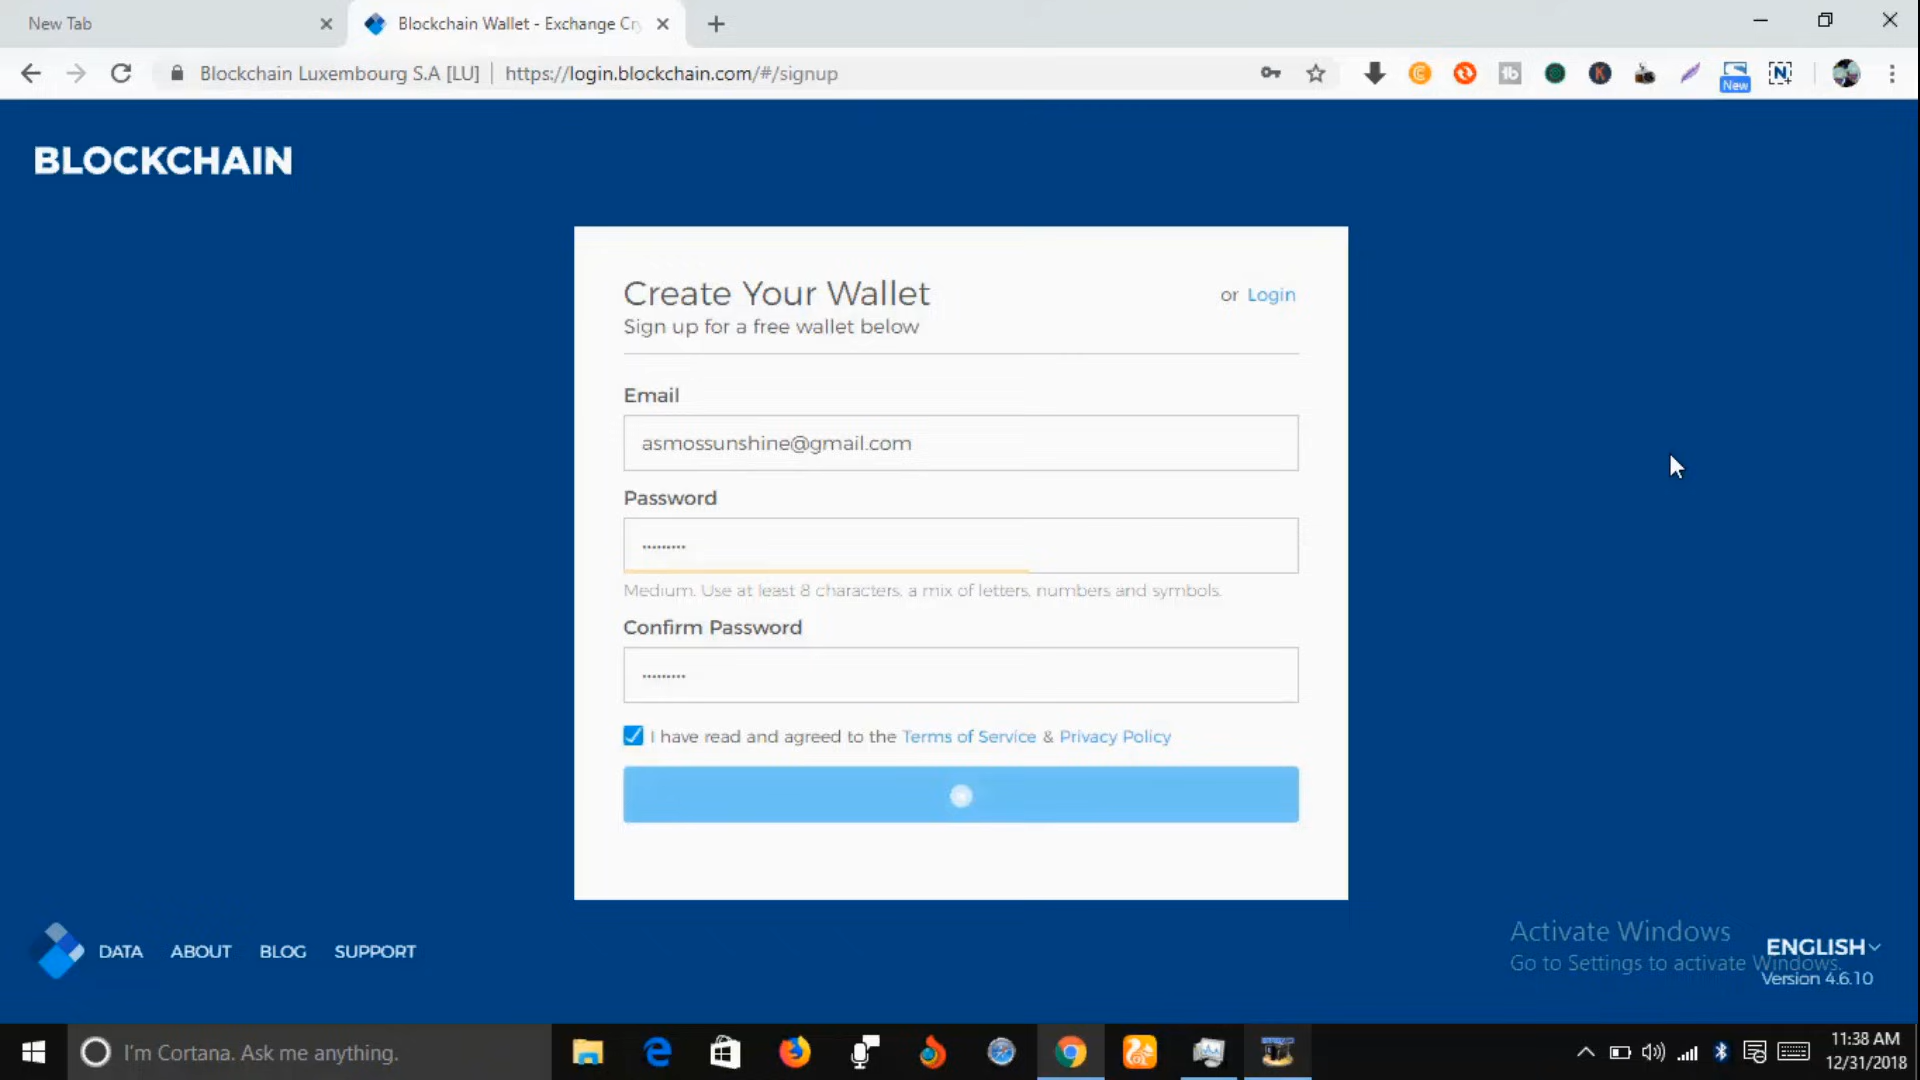 New Tab
Blockchain Wallet - Exchange Cr
Blockchain Luxembourg S.A [LU]
https://login.blockchain.com/#/signup
New
BLOCKCHAIN
Create Your Wallet
or Login
Sign up for a free wallet below
Email
asmossunshine@gmail.com
Password
Medium. Use at least 8 characters, a mix of letters, numbers and symbols.
Confirm Password
I have read and agreed to the Terms of Service & Privacy Policy
DATA ABOUT BLOG SUPPORT
Activate Windows
Go to Settings to activate Windows.
ENGLISH
Version 4.6.10
I'm Cortana. Ask me anything.
11:38 AM
12/31/2018